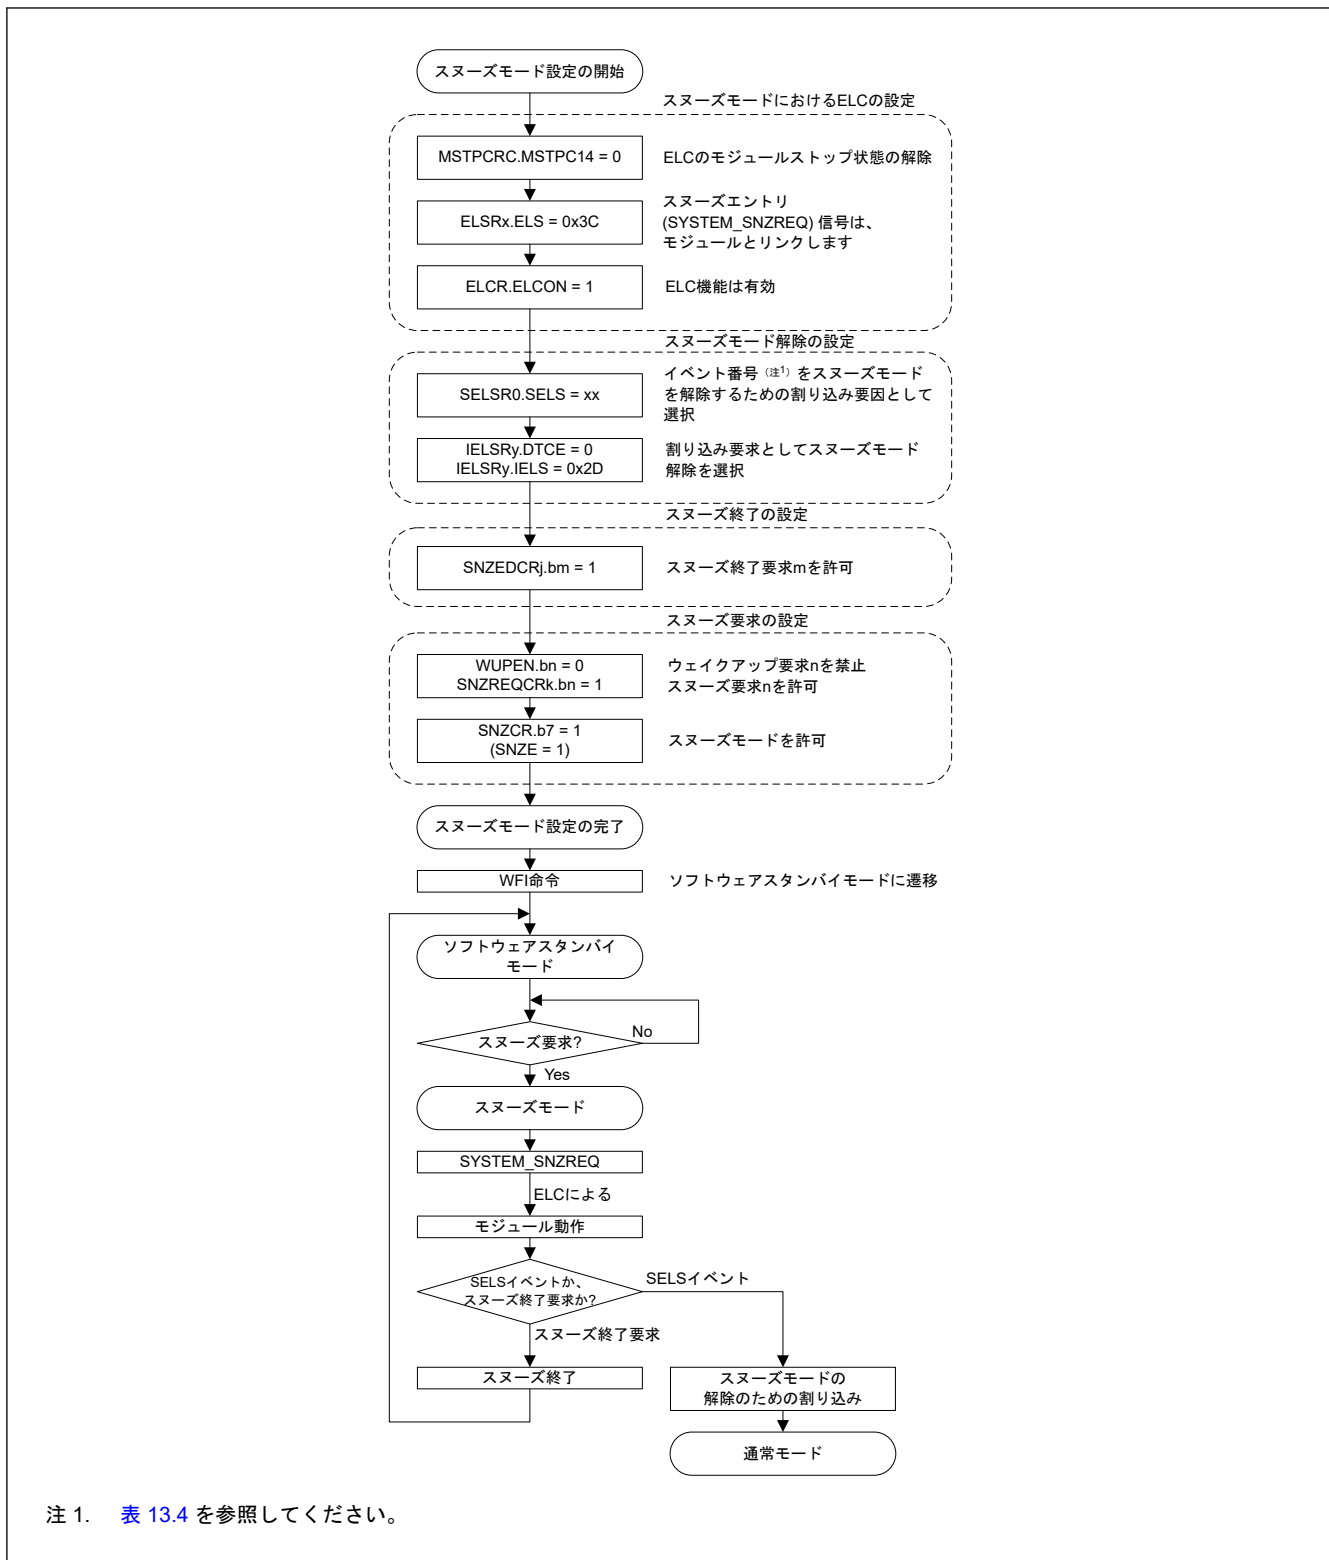 スヌーズモード設定の開始
スヌーズモードにおけるELCの設定
MSTPCRC.MSTPC14 = 0
ELCのモジュールストップ状態の解除
ELSRx.ELS = 0x3C
スヌーズエントリ
(SYSTEM_SNZREQ) 信号は、
モジュールとリンクします
ELCR.ELCON = 1
ELC機能は有効
スヌーズモード解除の設定
SELSR0.SELS = xx
イベント番号（注1）をスヌーズモード
を解除するための割り込み要因として
選択
IELSRy.DTCE = 0
IELSRy.IELS = 0x2D
割り込み要求としてスヌーズモード
解除を選択
スヌーズ終了の設定
SNZEDCRj.bm = 1
スヌーズ終了要求mを許可
スヌーズ要求の設定
WUPEN.bn = 0
SNZREQCRk.bn = 1
ウェイクアップ要求nを禁止
スヌーズ要求nを許可
SNZCR.b7 = 1
(SNZE = 1)
スヌーズモードを許可
スヌーズモード設定の完了
WFI命令
ソフトウェアスタンバイモードに遷移
ソフトウェアスタンバイ
モード
スヌーズ要求?
No
Yes
スヌーズモード
SYSTEM_SNZREQ
ELCによる
モジュール動作
SELSイベントか、
スヌーズ終了要求か?
SELSイベント
スヌーズ終了要求
スヌーズ終了
スヌーズモードの
解除のための割り込み
通常モード
注 1. 表 13.4 を参照してください。